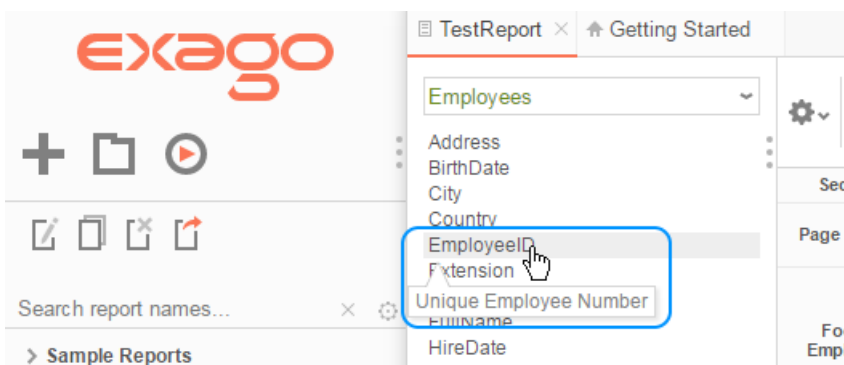 exago
TestReport
Getting Started
Employees
Address
BirthDate
City
Country
EmployeeID
Extension
Unique Employee Number
FullName
HireDate
Search report names...
Sample Reports
Page